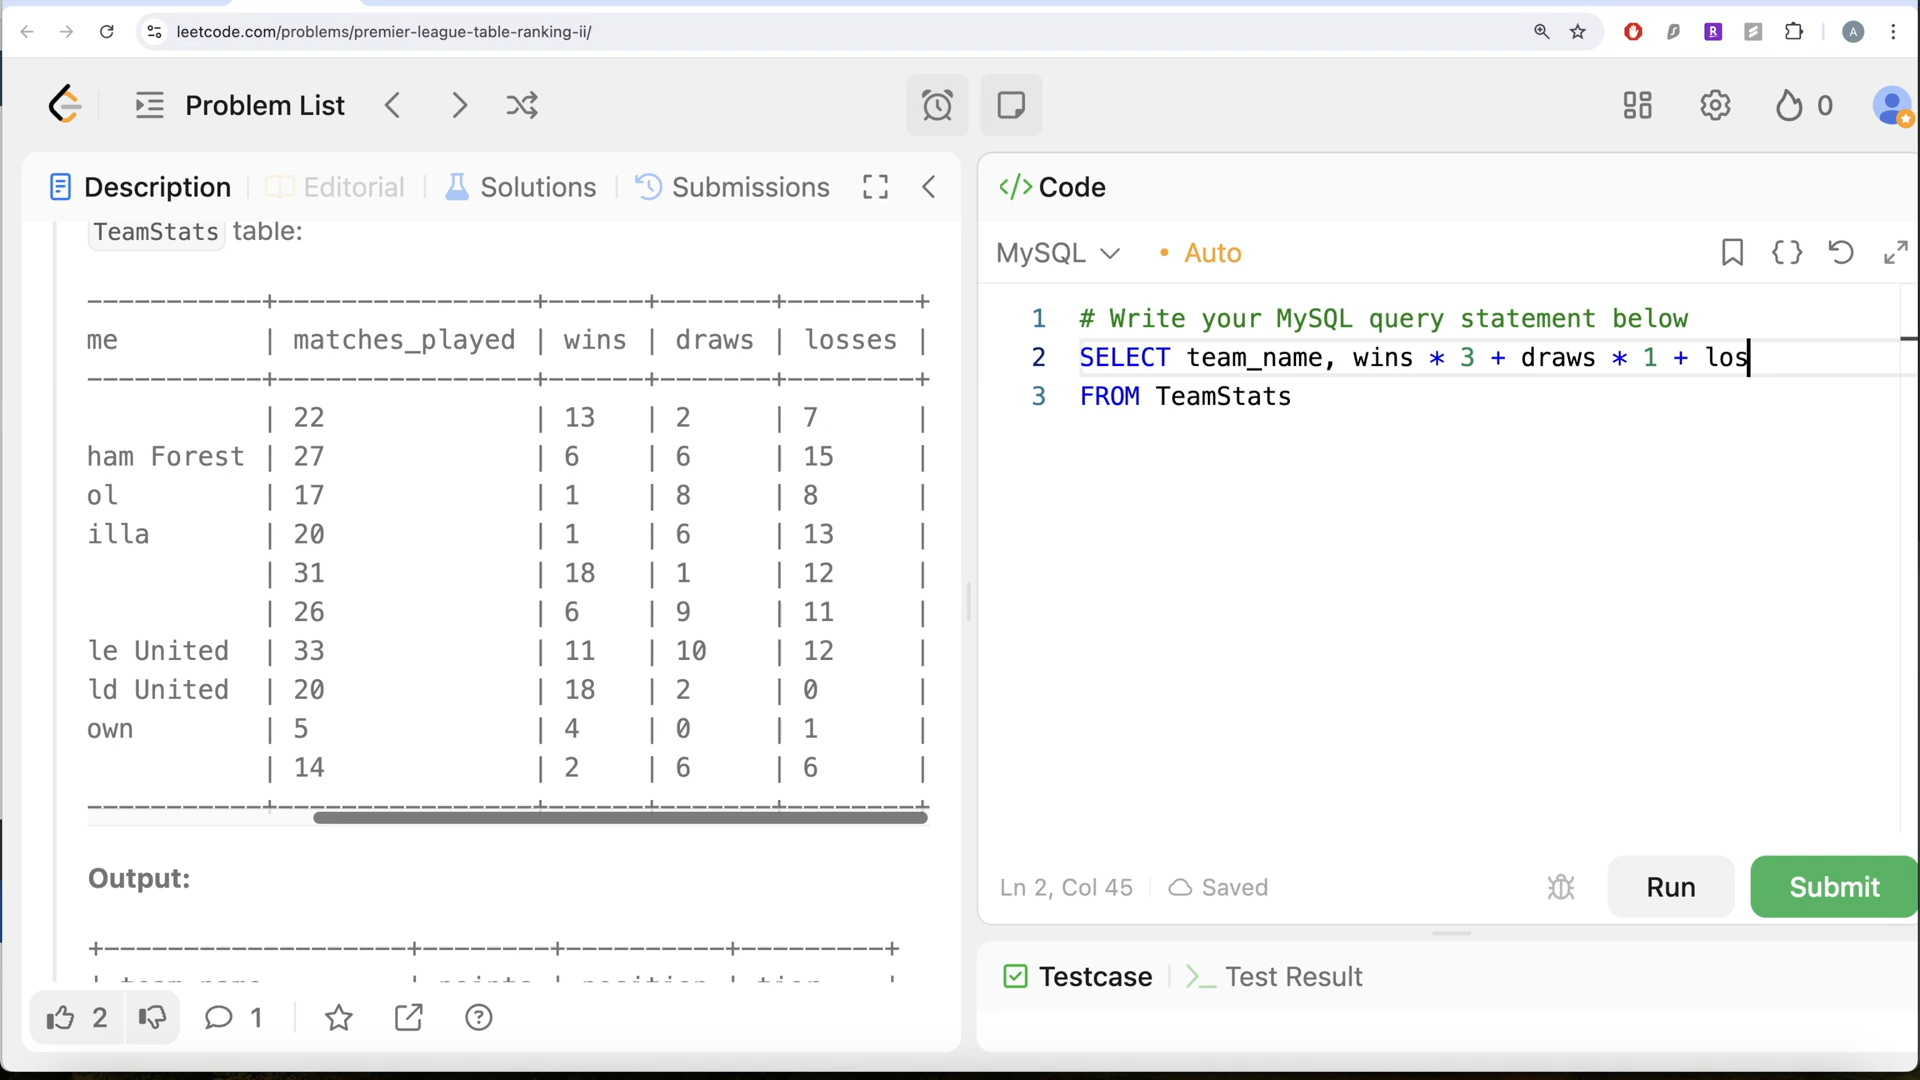 leetcode.com/problems/premier-league-table-ranking-ii/
A
Problem List
0
Description
Editorial
Solutions
Submissions
TeamStats table:
-------------+-----------------+-------+--------+---------+
me | matches_played | wins | draws | losses |
-------------+-----------------+-------+--------+---------+
| 22 | 13 | 2 | 7 |
ham Forest | 27 | 6 | 6 | 15 |
ol | 17 | 1 | 8 | 8 |
illa | 20 | 1 | 6 | 13 |
| 31 | 18 | 1 | 12 |
| 26 | 6 | 9 | 11 |
le United | 33 | 11 | 10 | 12 |
ld United | 20 | 18 | 2 | 0 |
own | 5 | 4 | 0 | 1 |
| 14 | 2 | 6 | 6 |
-------------+-----------------+-------+--------+---------+
Output:
+--------------------+--------+-----------+---------+
2
1
</> Code
MySQL
• Auto
{}
1 # Write your MySQL query statement below
2 SELECT team_name, wins * 3 + draws * 1 + los
3 FROM TeamStats
Ln 2, Col 45
Saved
Run
Submit
Testcase
>_ Test Result